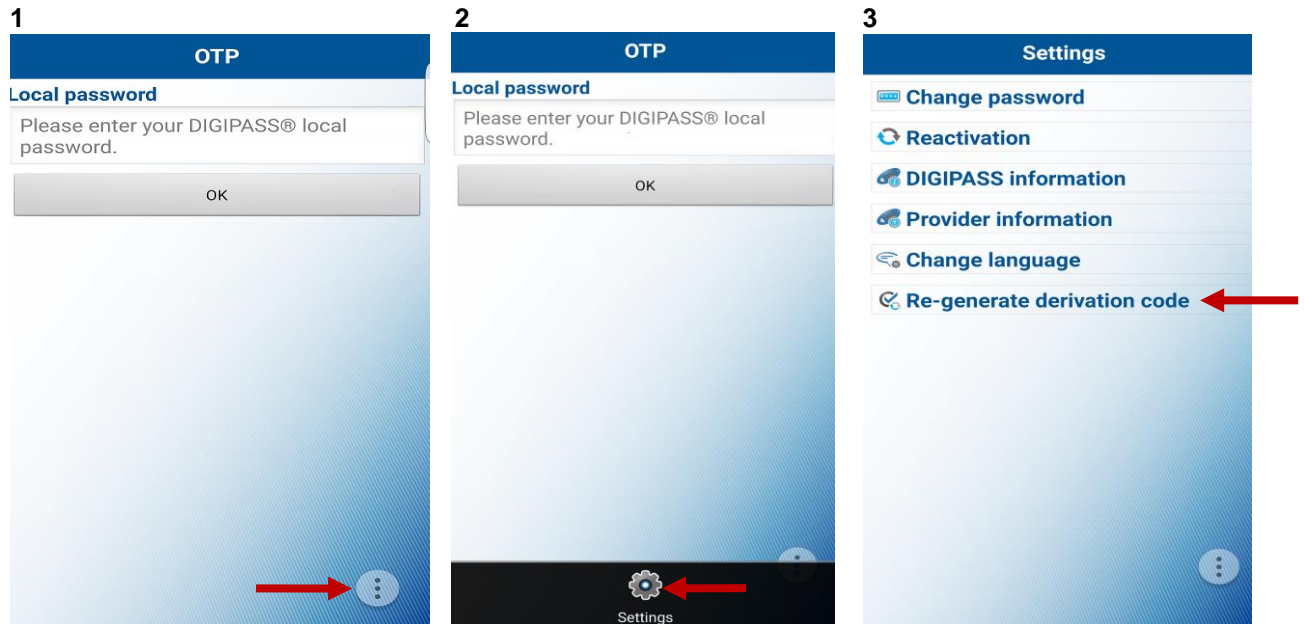 1
OTP
Local password
Please enter your DIGIPASS® local
password.
OK
2
OTP
Local password
Please enter your DIGIPASS® local
password.
OK
Settings
3
Settings
Change password
Reactivation
DIGIPASS information
Provider information
Change language
Re-generate derivation code